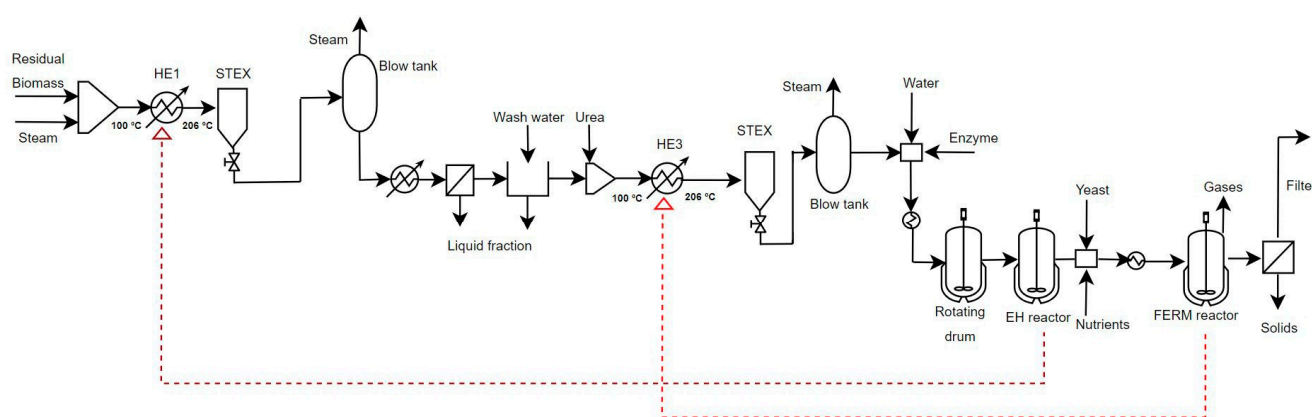 Residual
Biomass
Steam
HE1
100 °C
206 °C
STEX
Steam
Blow tank
Liquid fraction
Wash water
Urea
HE3
100 °C
206 °C
STEX
Steam
Blow tank
Water
Enzyme
Rotating
drum
EH reactor
Yeast
Nutrients
Gases
FERM reactor
Filte
Solids